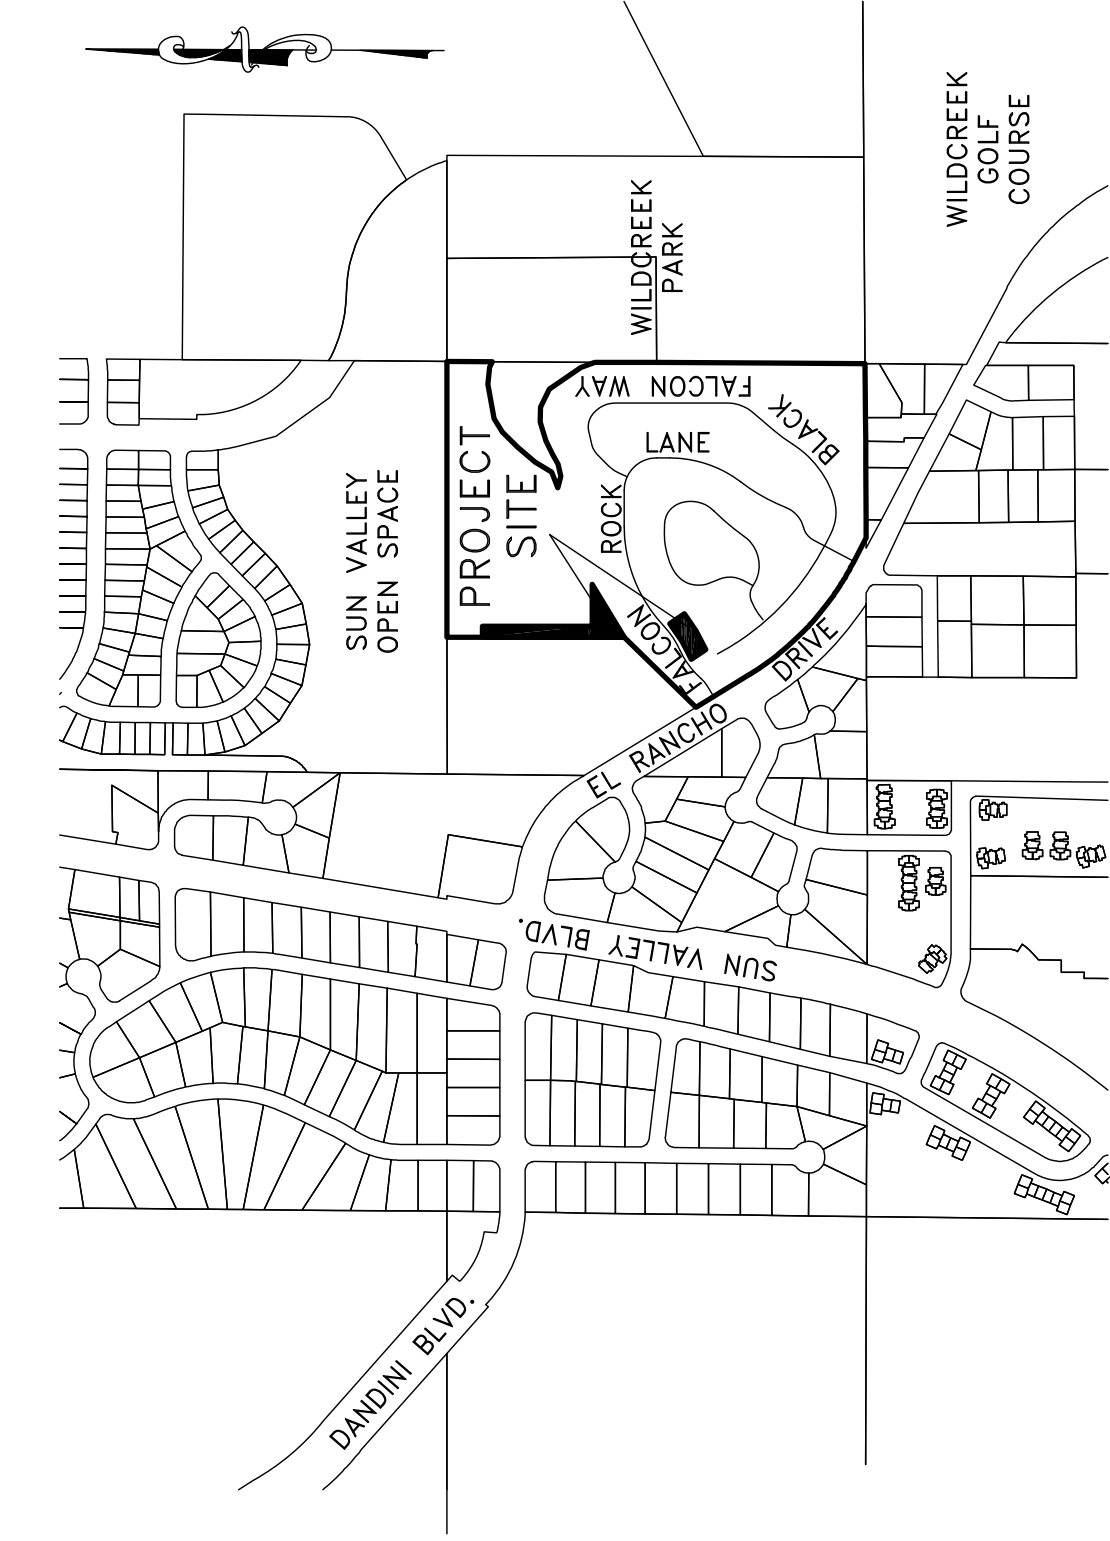 N
WILDCREEK
GOLF
COURSE
WILDCREEK
PARK
FALCON WAY
BLACK
LANE
ROCK
FALCON
PROJECT
SITE
SUN VALLEY
OPEN SPACE
DRIVE
EL RANCHO
SUN VALLEY BLVD.
DANDINI BLVD.